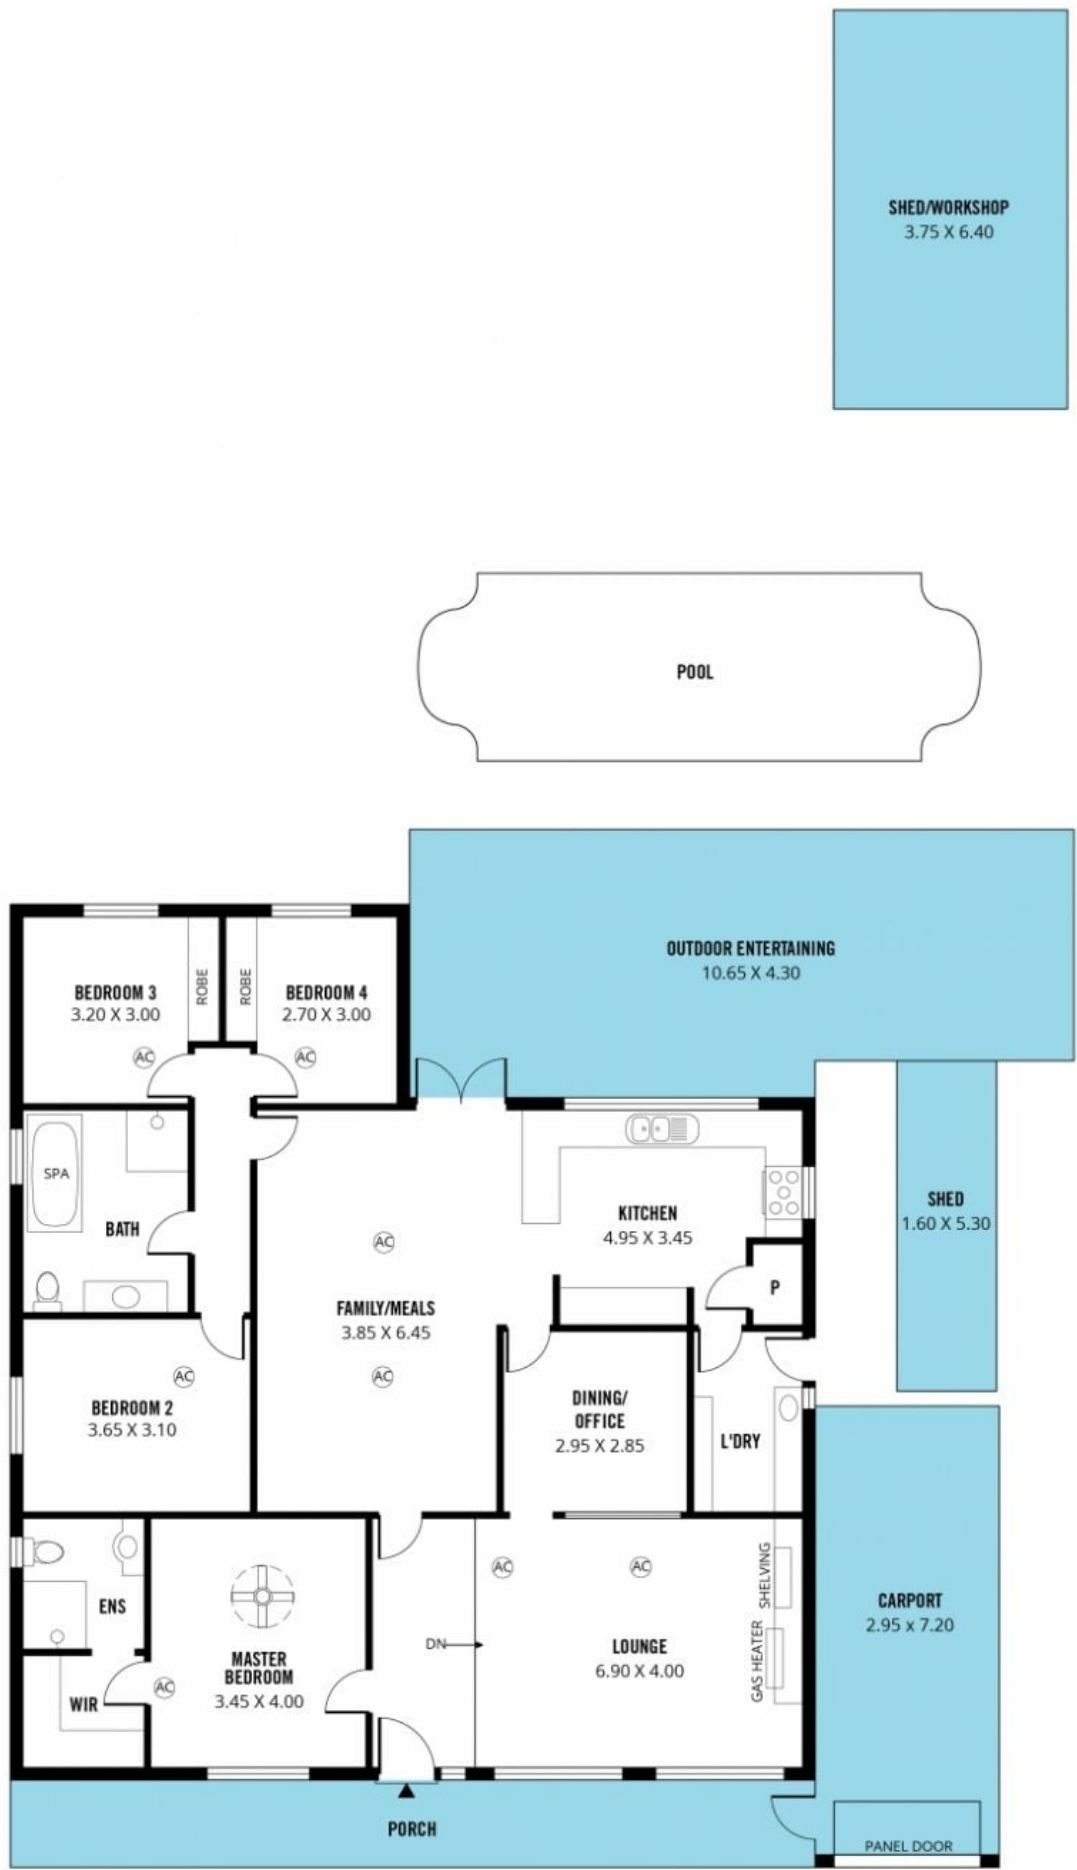 SHED/WORKSHOP
3.75 X 6.40
POOL
OUTDOOR ENTERTAINING
10.65 X 4.30
BEDROOM 3
3.20 X 3.00
ROBE
ROBE
BEDROOM 4
2.70 X 3.00
AC
AC
SPA
BATH
AC
KITCHEN
4.95 X 3.45
SHED
1.60 X 5.30
P
FAMILY/MEALS
3.85 X 6.45
AC
AC
BEDROOM 2
3.65 X 3.10
DINING/
OFFICE
2.95 X 2.85
L'DRY
ENS
WIR
AC
MASTER
BEDROOM
3.45 X 4.00
DN
AC
AC
LOUNGE
6.90 X 4.00
SHELVING
GAS HEATER
CARPORT
2.95 x 7.20
PORCH
PANEL DOOR